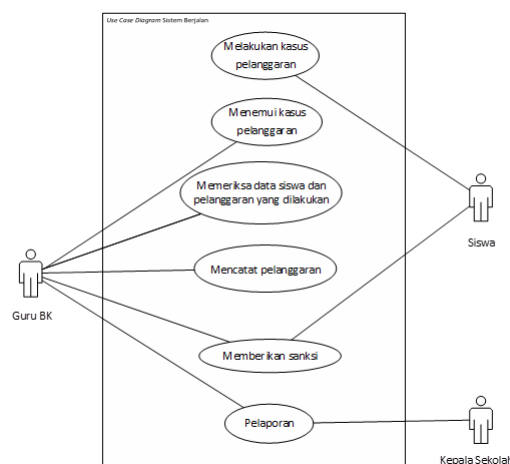 Use Case Diagram Sistem Berjalan
Melakukan kasus
pelanggaran
Menemui kasus
pelanggaran
Memeriksa data siswa dan
pelanggaran yang dilakukan
Siswa
Mencatat pelanggaran
Guru BK
Memberikan sanksi
Pelaporan
Kepala Sekolah